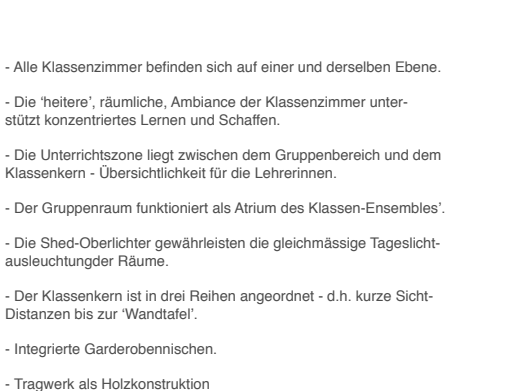 - Alle Klassenzimmer befinden sich auf einer und derselben Ebene.
- Die ‘heitere’, räumliche, Ambiance der Klassenzimmer unter-
stützt konzentriertes Lernen und Schaffen.
- Die Unterrichtszone liegt zwischen dem Gruppenbereich und dem
Klassenkern - Übersichtlichkeit für die Lehrerinnen.
- Der Gruppenraum funktioniert als Atrium des Klassen-Ensembles’.
- Die Shed-Oberlichter gewährleisten die gleichmässige Tageslicht-
ausleuchtungder Räume.
- Der Klassenkern ist in drei Reihen angeordnet - d.h. kurze Sicht-
Distanzen bis zur ‘Wandtafel’.
- Integrierte Garderobennischen.
- Tragwerk als Holzkonstruktion